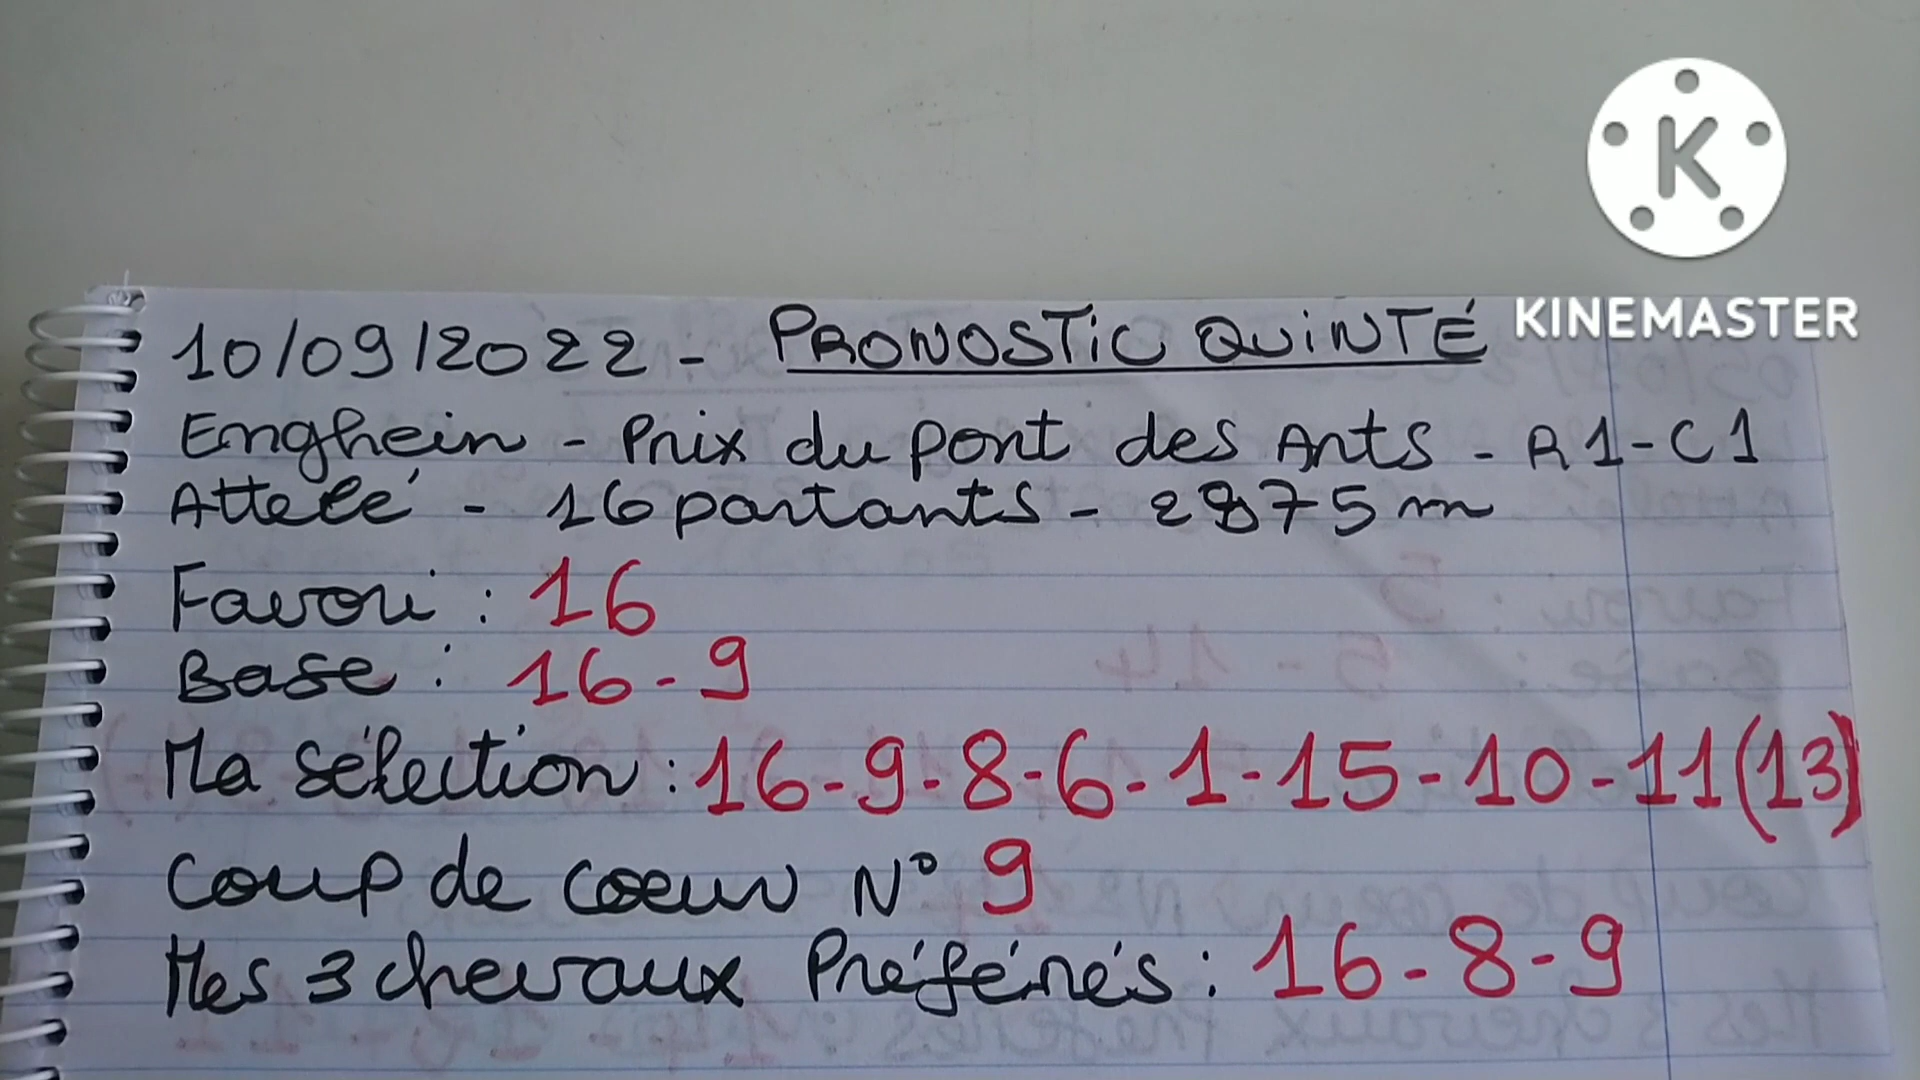 KINEMASTER
10/09/2022 - PRONOSTIC QUINTÉ
Enghein - Prix du pont des Arts - R1-C1
Attelé - 16 partants - 2875 m
Favori : 16
Base : 16 - 9
Ma sélection : 16-9-8-6-1-15-10-11(13)
Coup de coeur N° 9
Mes 3 chevaux Préférés : 16-8-9